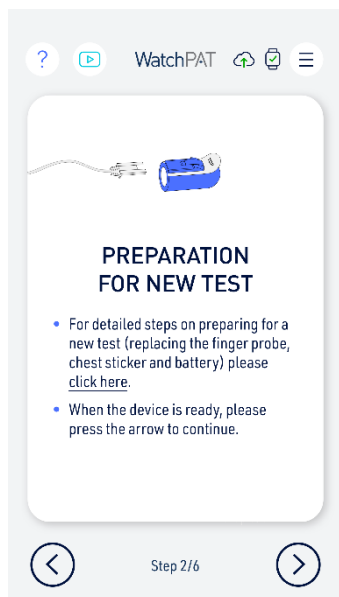 ?
WatchPAT
PREPARATION
FOR NEW TEST
• For detailed steps on preparing for a
new test (replacing the finger probe,
chest sticker and battery) please
click here.
• When the device is ready, please
press the arrow to continue.
Step 2/6